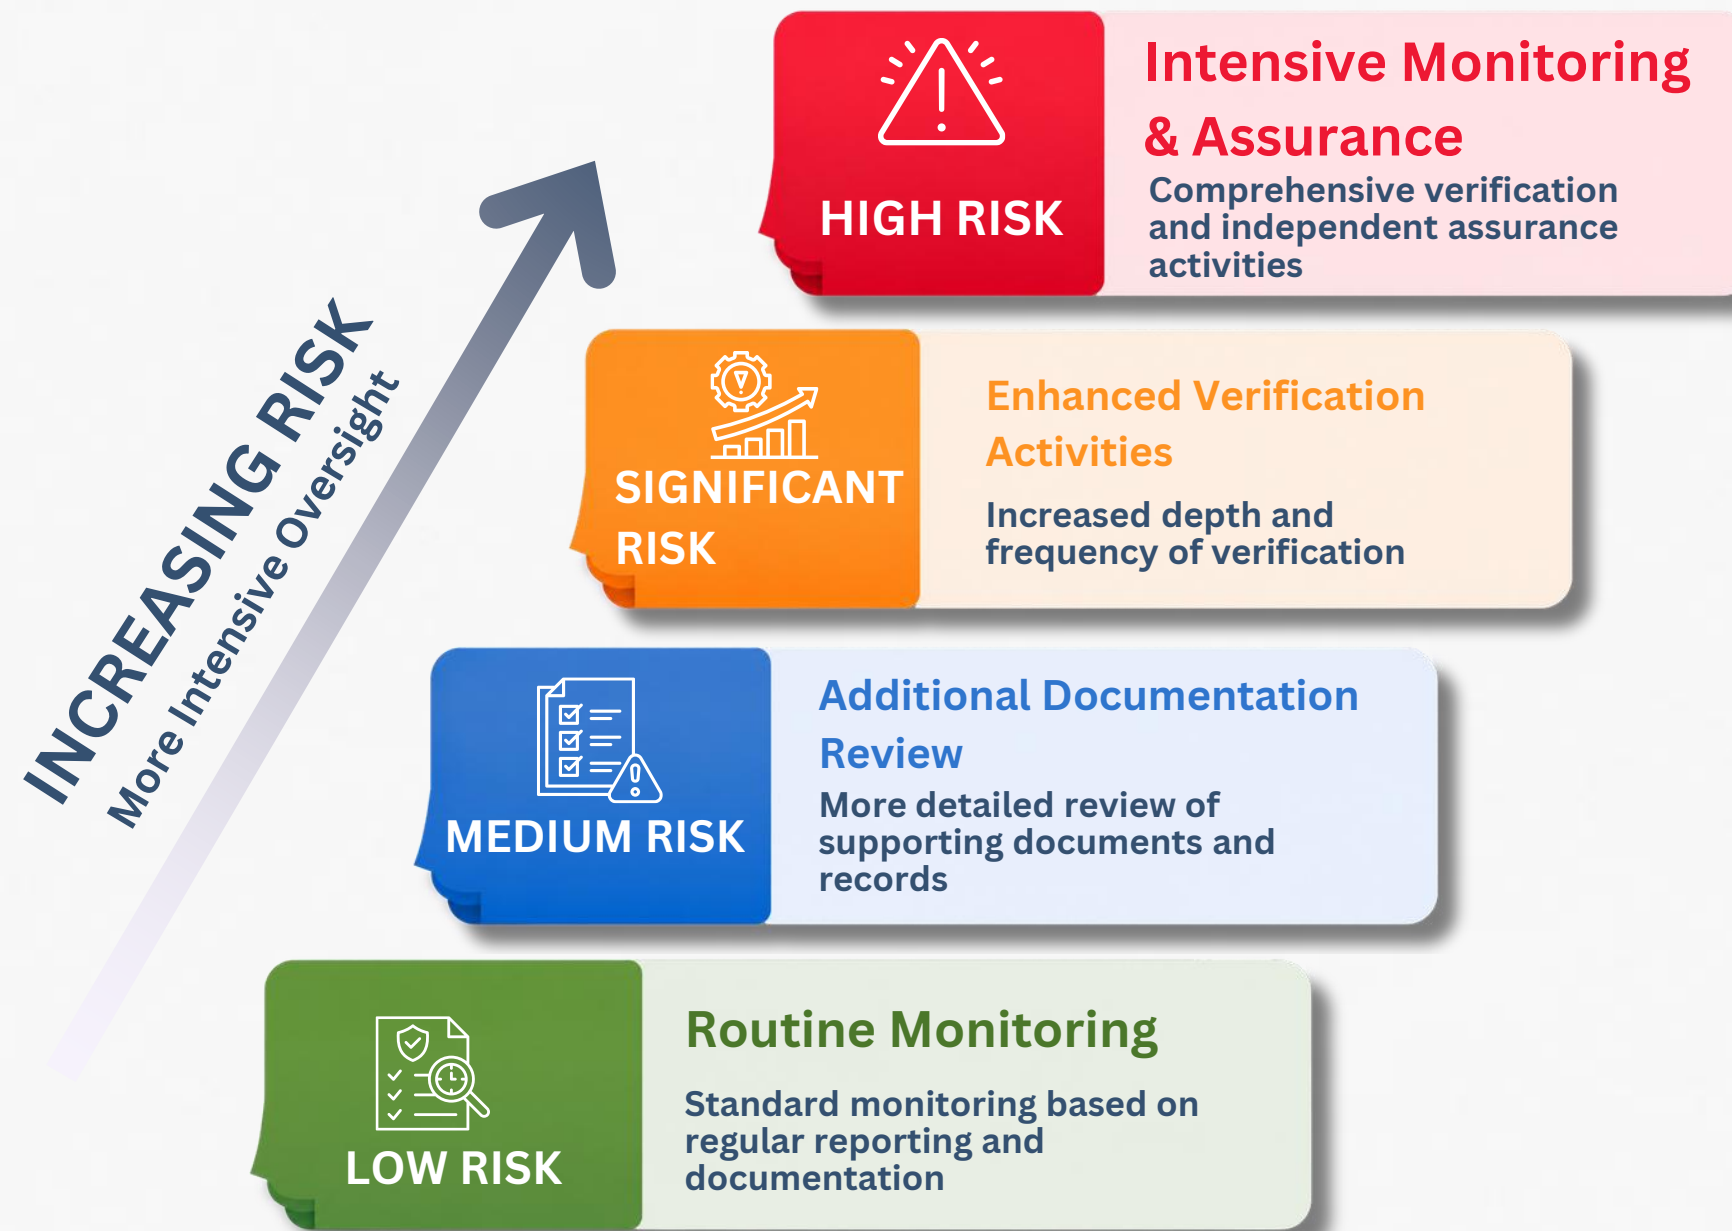 HIGH RISK
Intensive Monitoring
& Assurance
Comprehensive verification
and independent assurance
activities
INCREASING RISK
More Intensive Oversight
SIGNIFICANT
RISK
Enhanced Verification
Activities
Increased depth and
frequency of verification
MEDIUM RISK
Additional Documentation
Review
More detailed review of
supporting documents and
records
LOW RISK
Routine Monitoring
Standard monitoring based on
regular reporting and
documentation